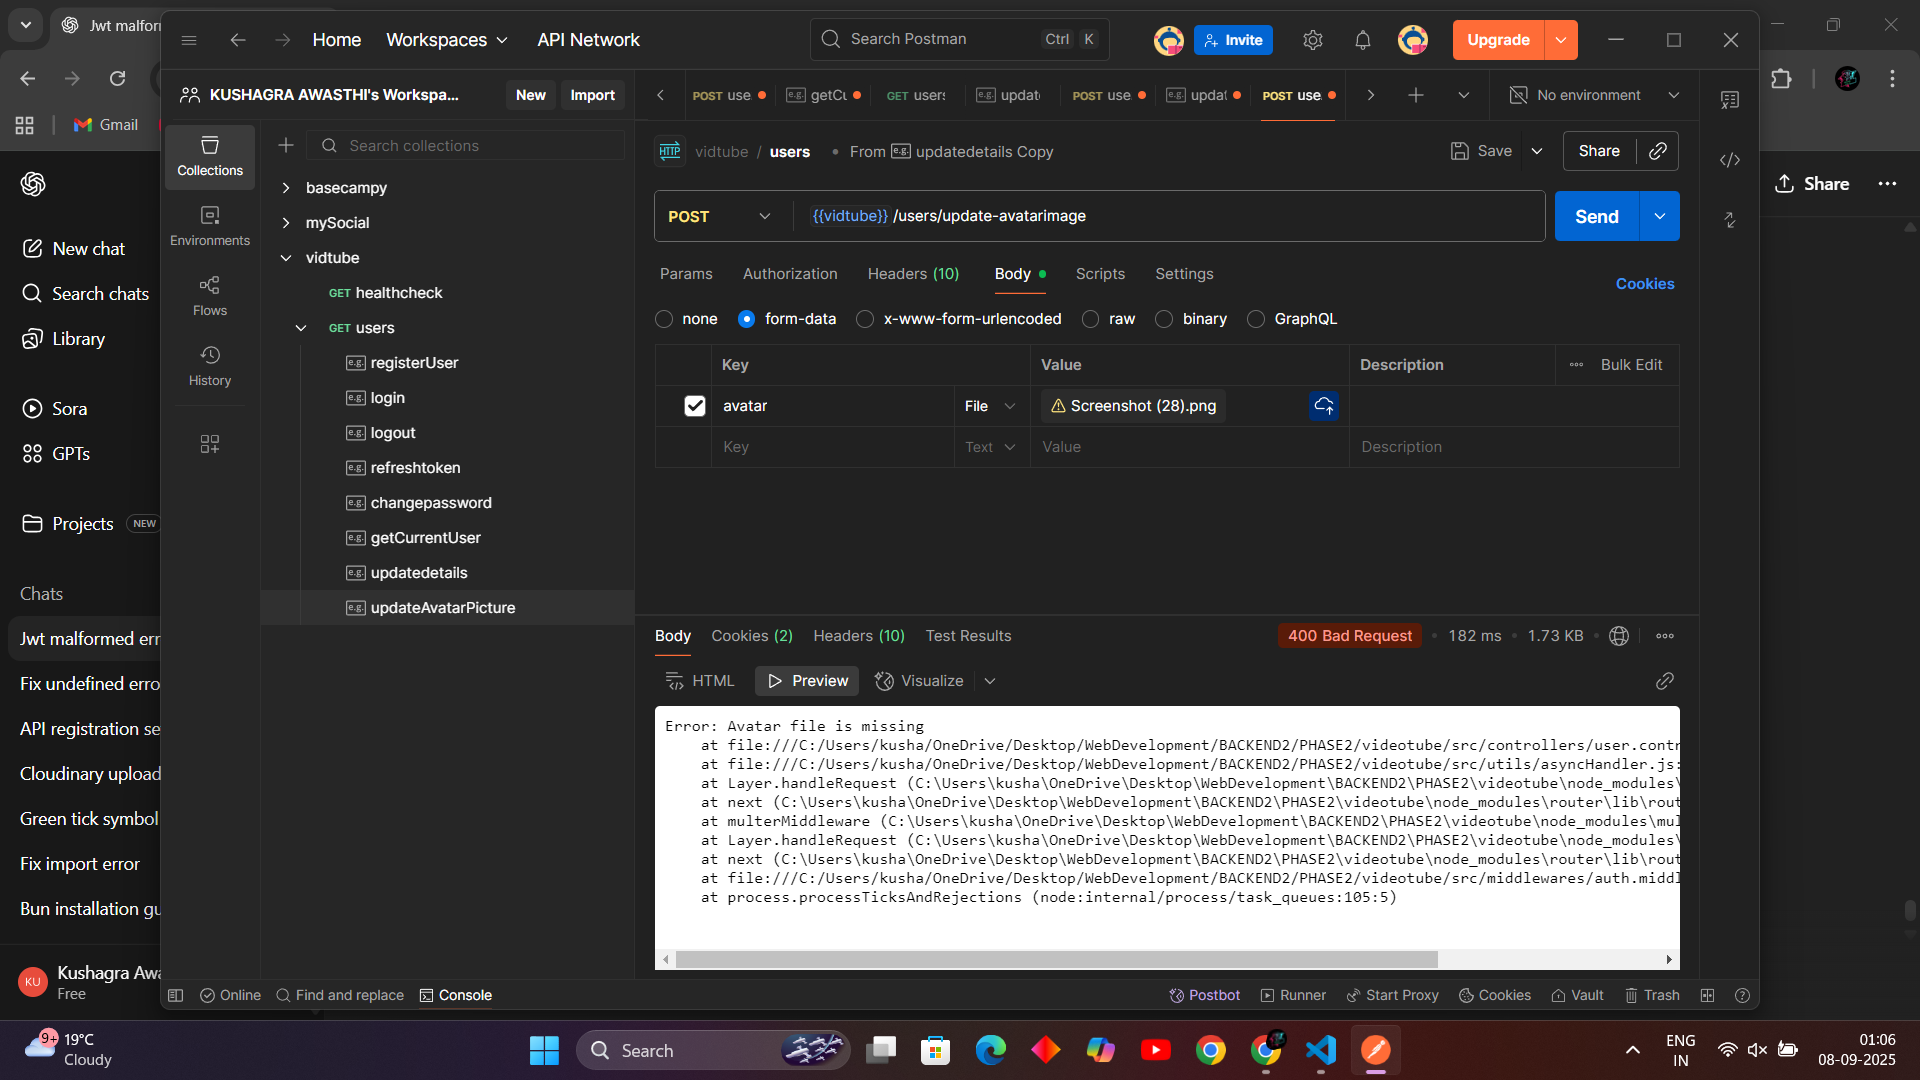 Jwt malform
Home
Workspaces
API Network
Search Postman
Ctrl
K
Invite
Upgrade
KUSHAGRA AWASTHI's Workspa...
New
Import
POST use.
e.g. getCu
GET users
e.g. update
POST use.
e.g. updat
POST use.
No environment
Gmail
Collections
Search collections
HTTP
vidtube / users
From e.g. updatedetails Copy
Save
Share
Share
basecampy
mySocial
vidtube
GET healthcheck
GET users
e.g. registerUser
e.g. login
e.g. logout
e.g. refreshtoken
e.g. changepassword
e.g. getCurrentUser
e.g. updatedetails
e.g. updateAvatarPicture
Environments
Flows
History
POST
{{vidtube}} /users/update-avatarimage
Send
Params
Authorization
Headers (10)
Body
Scripts
Settings
Cookies
none
form-data
x-www-form-urlencoded
raw
binary
GraphQL
Key
Value
Description
Bulk Edit
avatar
File
Screenshot (28).png
Key
Text
Value
Description
New chat
Search chats
Library
Sora
GPTs
Projects NEW
Chats
Jwt malformed err
Fix undefined erro
API registration se
Cloudinary upload
Green tick symbol
Fix import error
Bun installation gu
KU
Kushagra Awa
Free
Body
Cookies (2)
Headers (10)
Test Results
400 Bad Request
182 ms
1.73 KB
HTML
Preview
Visualize
Error: Avatar file is missing
at file:///C:/Users/kusha/OneDrive/Desktop/WebDevelopment/BACKEND2/PHASE2/videotube/src/controllers/user.contr
at file:///C:/Users/kusha/OneDrive/Desktop/WebDevelopment/BACKEND2/PHASE2/videotube/src/utils/asyncHandler.js:
at Layer.handleRequest (C:\Users\kusha\OneDrive\Desktop\WebDevelopment\BACKEND2\PHASE2\videotube\node_modules\
at next (C:\Users\kusha\OneDrive\Desktop\WebDevelopment\BACKEND2\PHASE2\videotube\node_modules\router\lib\rout
at multerMiddleware (C:\Users\kusha\OneDrive\Desktop\WebDevelopment\BACKEND2\PHASE2\videotube\node_modules\mul
at Layer.handleRequest (C:\Users\kusha\OneDrive\Desktop\WebDevelopment\BACKEND2\PHASE2\videotube\node_modules\
at next (C:\Users\kusha\OneDrive\Desktop\WebDevelopment\BACKEND2\PHASE2\videotube\node_modules\router\lib\rout
at file:///C:/Users/kusha/OneDrive/Desktop/WebDevelopment/BACKEND2/PHASE2/videotube/src/middlewares/auth.middl
at process.processTicksAndRejections (node:internal/process/task_queues:105:5)
Online
Find and replace
Console
Postbot
Runner
Start Proxy
Cookies
Vault
Trash
9+
19°C
Cloudy
Search
ENG
IN
01:06
08-09-2025